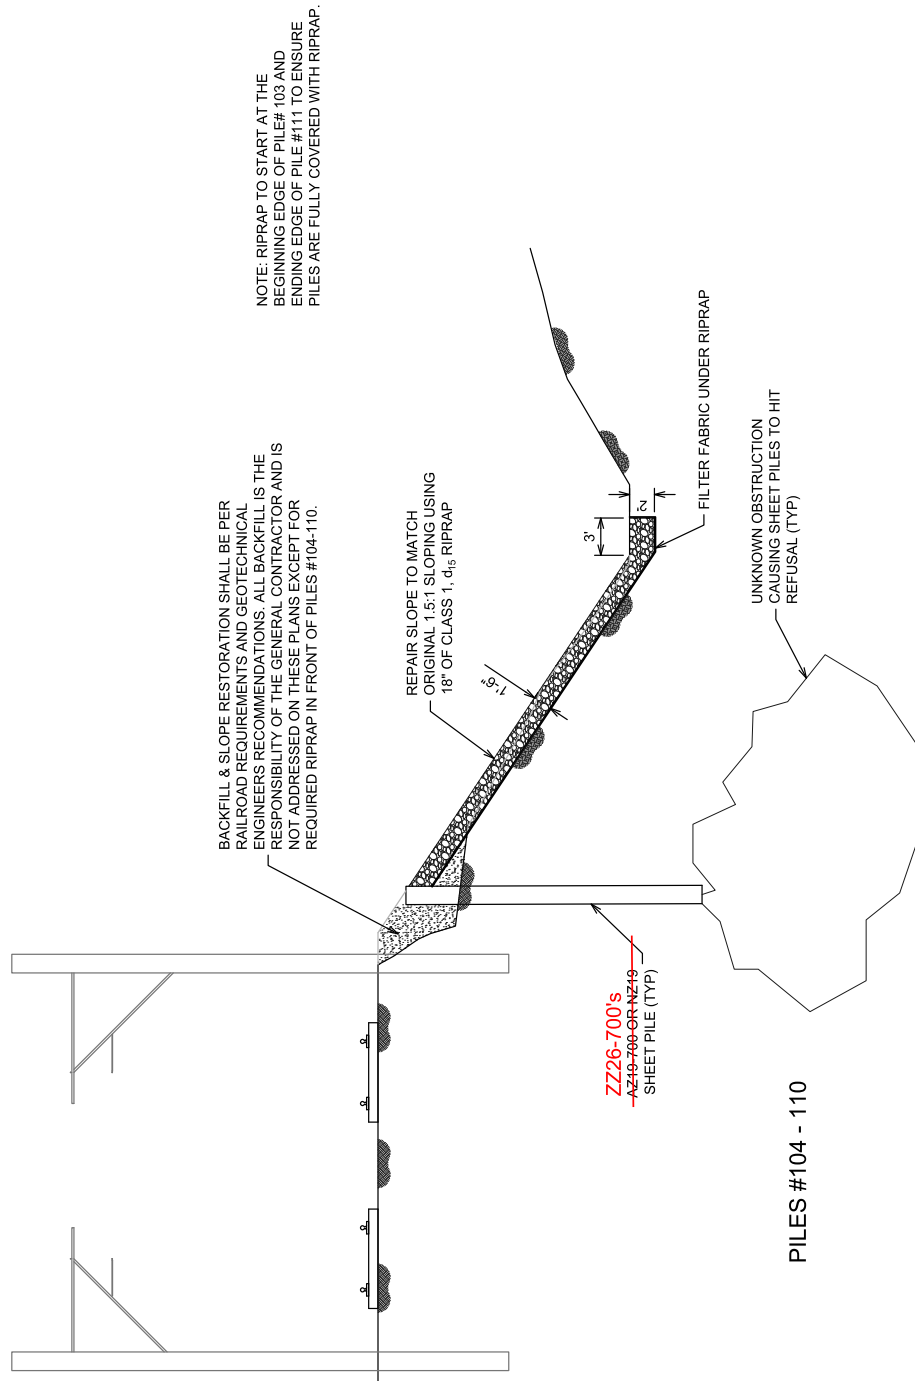 NOTE: RIPRAP TO START AT THE
BEGINNING EDGE OF PILE# 103 AND
ENDING EDGE OF PILE #111 TO ENSURE
PILES ARE FULLY COVERED WITH RIPRAP.
BACKFILL & SLOPE RESTORATION SHALL BE PER
RAILROAD REQUIREMENTS AND GEOTECHNICAL
ENGINEERS RECOMMENDATIONS. ALL BACKFILL IS THE
RESPONSIBILITY OF THE GENERAL CONTRACTOR AND IS
NOT ADDRESSED ON THESE PLANS EXCEPT FOR
REQUIRED RIPRAP IN FRONT OF PILES #104-110.
REPAIR SLOPE TO MATCH
ORIGINAL 1.5:1 SLOPING USING
18" OF CLASS 1, d15 RIPRAP
1'-6"
3'
2'
FILTER FABRIC UNDER RIPRAP
UNKNOWN OBSTRUCTION
CAUSING SHEET PILES TO HIT
REFUSAL (TYP)
ZZ26-700's
AZ19-700 OR NZ19
SHEET PILE (TYP)
PILES #104 - 110